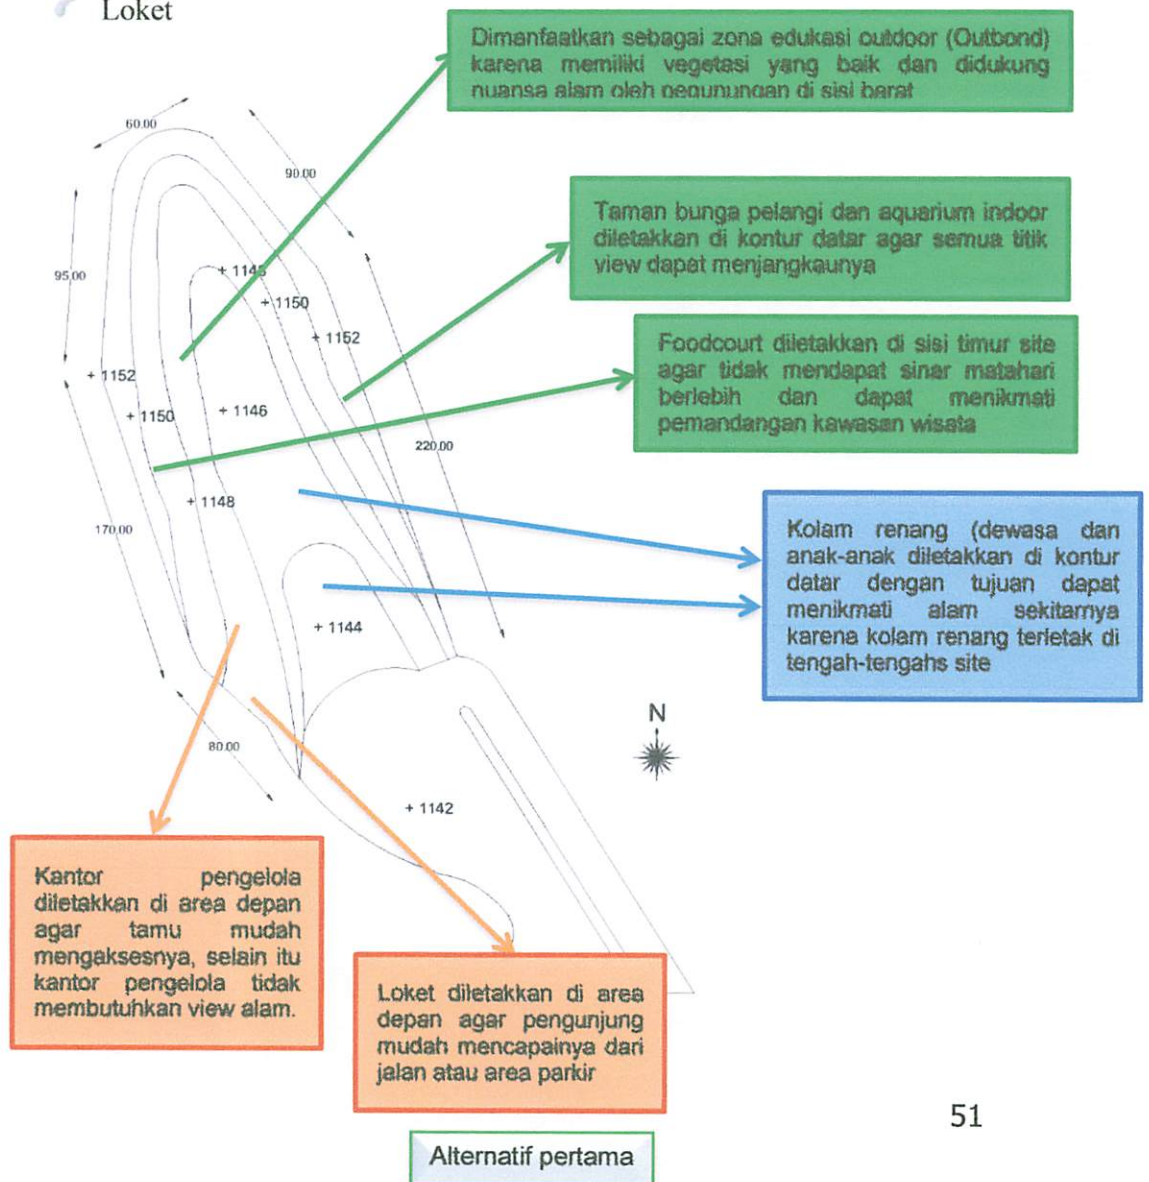 Loket
Dimanfaatkan sebagai zona edukasi outdoor (Outbond)
karena memiliki vegetasi yang baik dan didukung
nuansa alam oleh pegunungan di sisi barat
60.00
90.00
Taman bunga pelangi dan aquarium indoor
diletakkan di kontur datar agar semua titik
view dapat menjangkaunya
95.00
+ 1148
+ 1150
+ 1152
Foodcourt diletakkan di sisi timur site
agar tidak mendapat sinar matahari
berlebih dan dapat menikmati
pemandangan kawasan wisata
+ 1152
+ 1150
+ 1146
220.00
+ 1148
170.00
Kolam renang (dewasa dan
anak-anak diletakkan di kontur
datar dengan tujuan dapat
menikmati alam sekitarnya
karena kolam renang terletak di
tengah-tengahs site
+ 1144
N
80.00
+ 1142
Kantor pengelola
diletakkan di area depan
agar tamu mudah
mengaksesnya, selain itu
kantor pengelola tidak
membutuhkan view alam.
Loket diletakkan di area
depan agar pengunjung
mudah mencapainya dari
jalan atau area parkir
51
Alternatif pertama